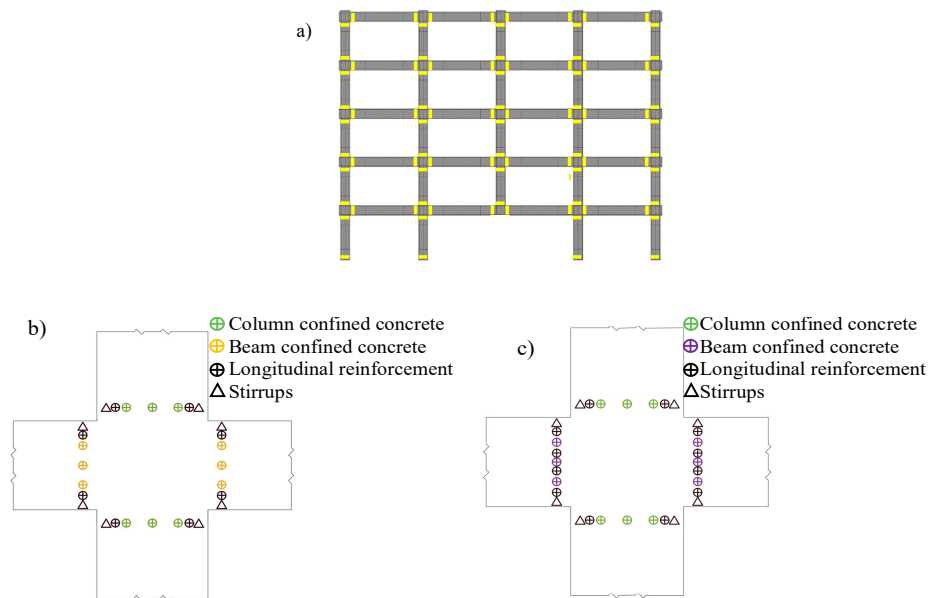 a)
b)
Column confined concrete
Beam confined concrete
Longitudinal reinforcement
Stirrups
c)
Column confined concrete
Beam confined concrete
Longitudinal reinforcement
Stirrups